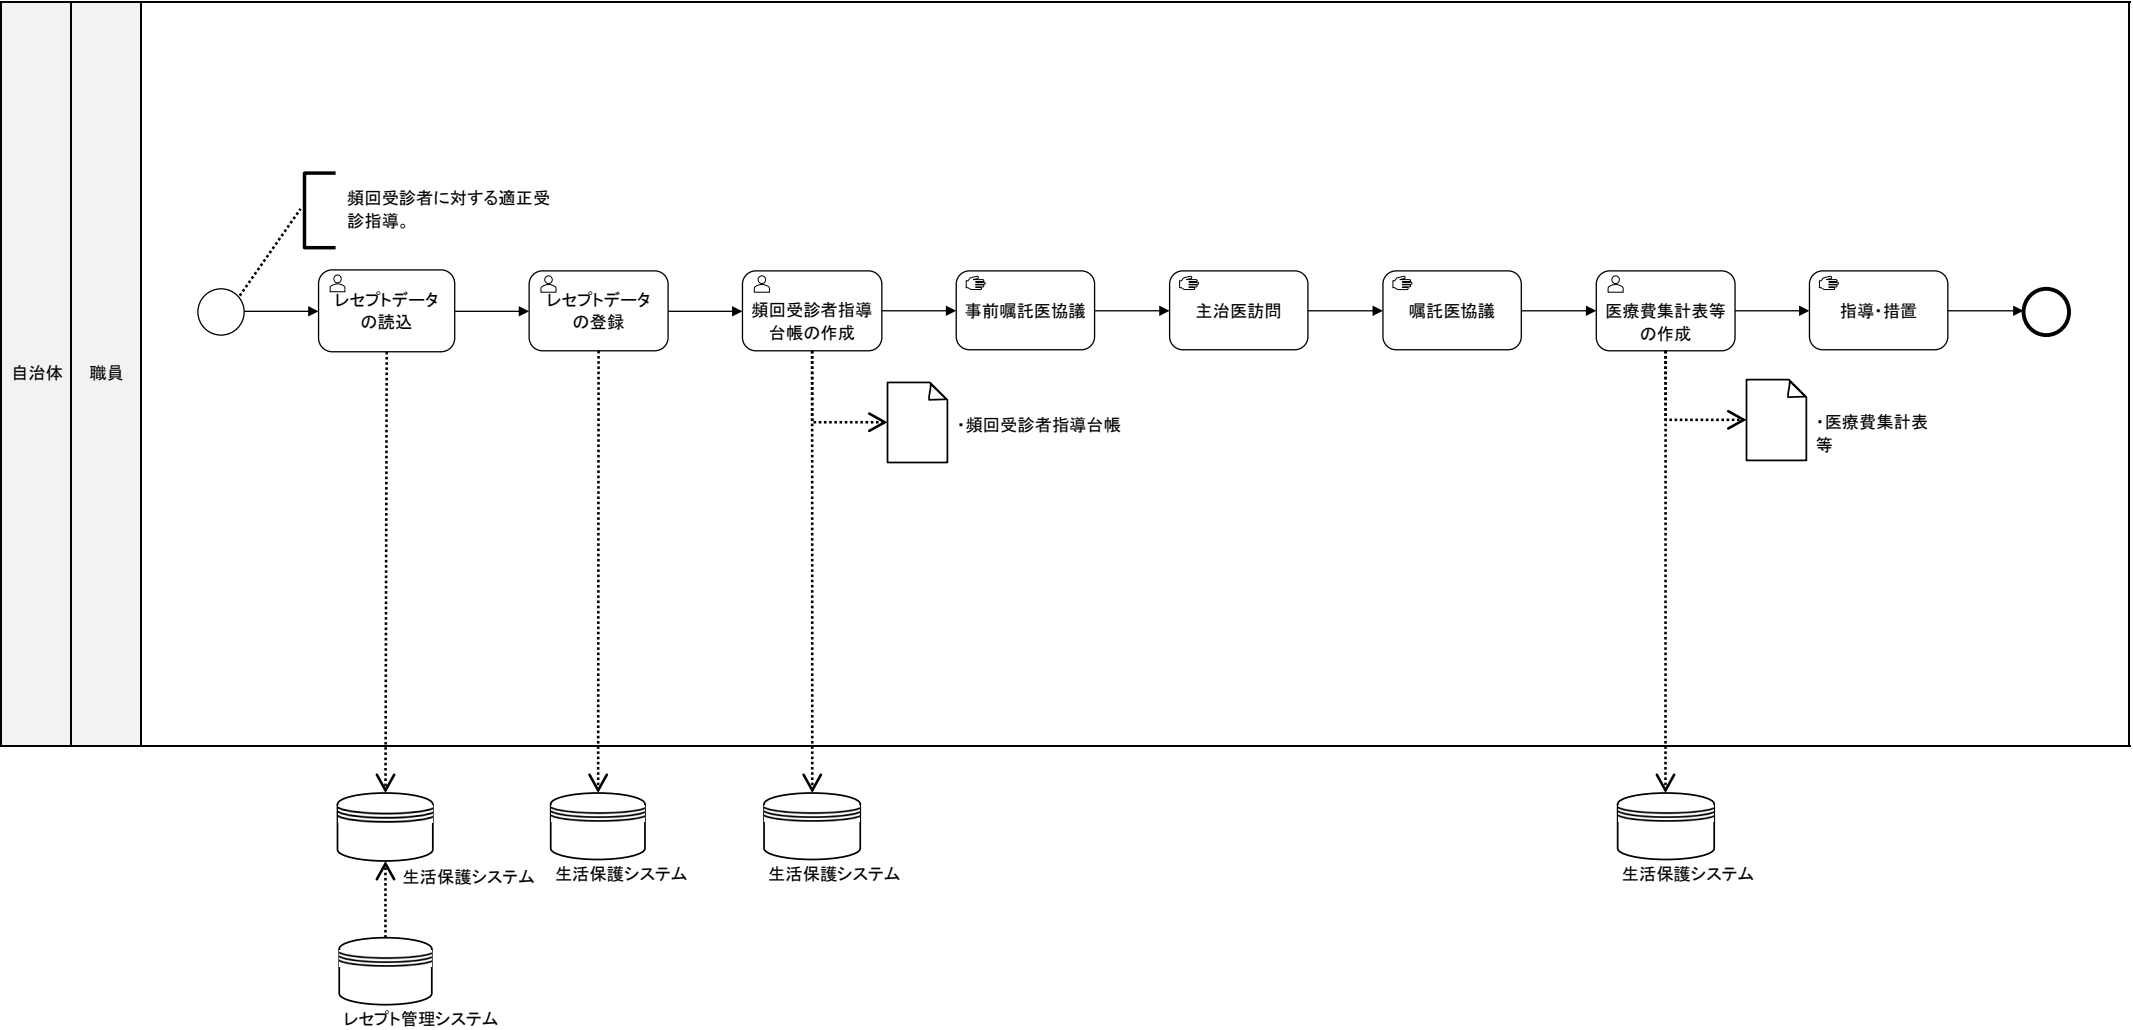 自治体
職員
頻回受診者に対する適正受
診指導。
レセプトデータ
の読込
レセプトデータ
の登録
頻回受診者指導
台帳の作成
事前嘱託医協議
主治医訪問
嘱託医協議
医療費集計表等
の作成
指導・措置
・頻回受診者指導台帳
・医療費集計表
等
生活保護システム
生活保護システム
生活保護システム
生活保護システム
レセプト管理システム